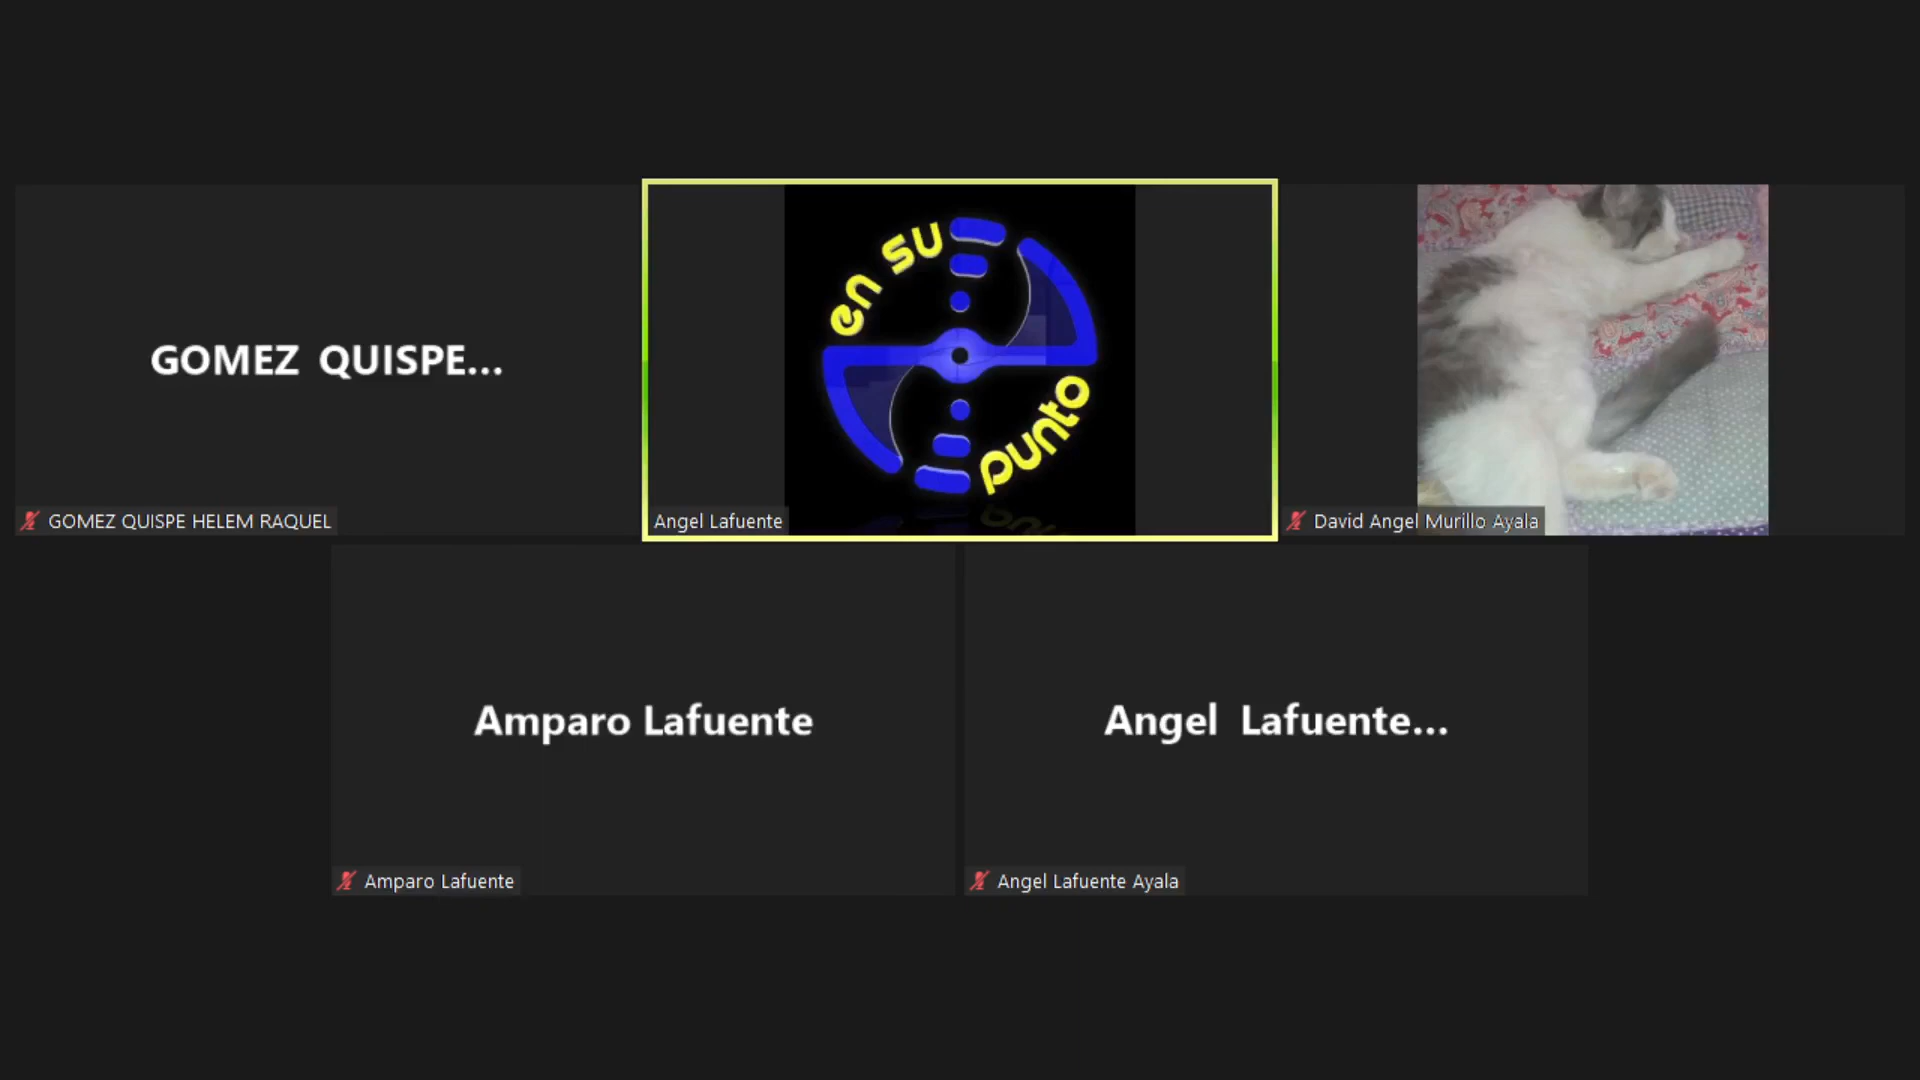 GOMEZ QUISPE...
GOMEZ QUISPE HELEM RAQUEL
en su
punto
Angel Lafuente
David Angel Murillo Ayala
Amparo Lafuente
Amparo Lafuente
Angel Lafuente...
Angel Lafuente Ayala